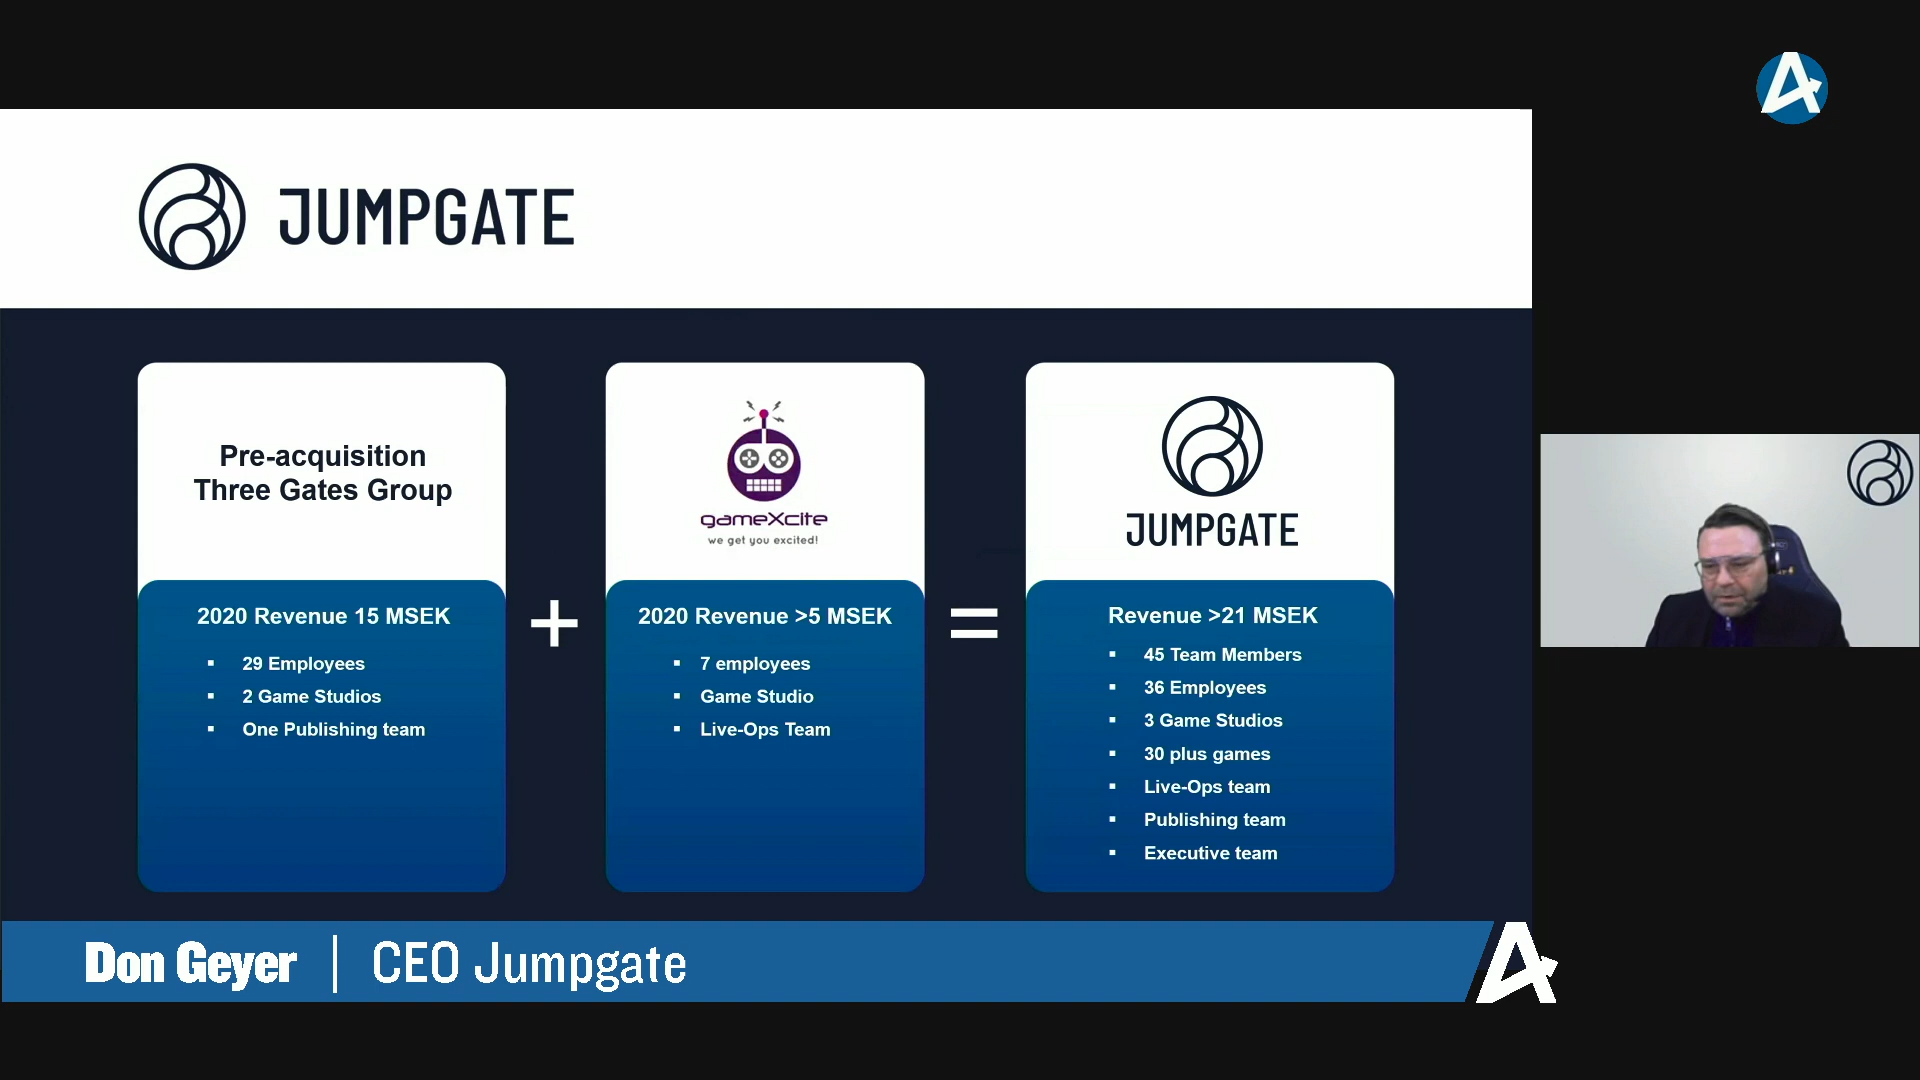 JUMPGATE
Pre-acquisition
Three Gates Group
2020 Revenue 15 MSEK
▪ 29 Employees
▪ 2 Game Studios
▪ One Publishing team
+
gameXcite
we get you excited!
2020 Revenue >5 MSEK
▪ 7 employees
▪ Game Studio
▪ Live-Ops Team
=
JUMPGATE
Revenue >21 MSEK
▪ 45 Team Members
▪ 36 Employees
▪ 3 Game Studios
▪ 30 plus games
▪ Live-Ops team
▪ Publishing team
▪ Executive team
Don Geyer | CEO Jumpgate